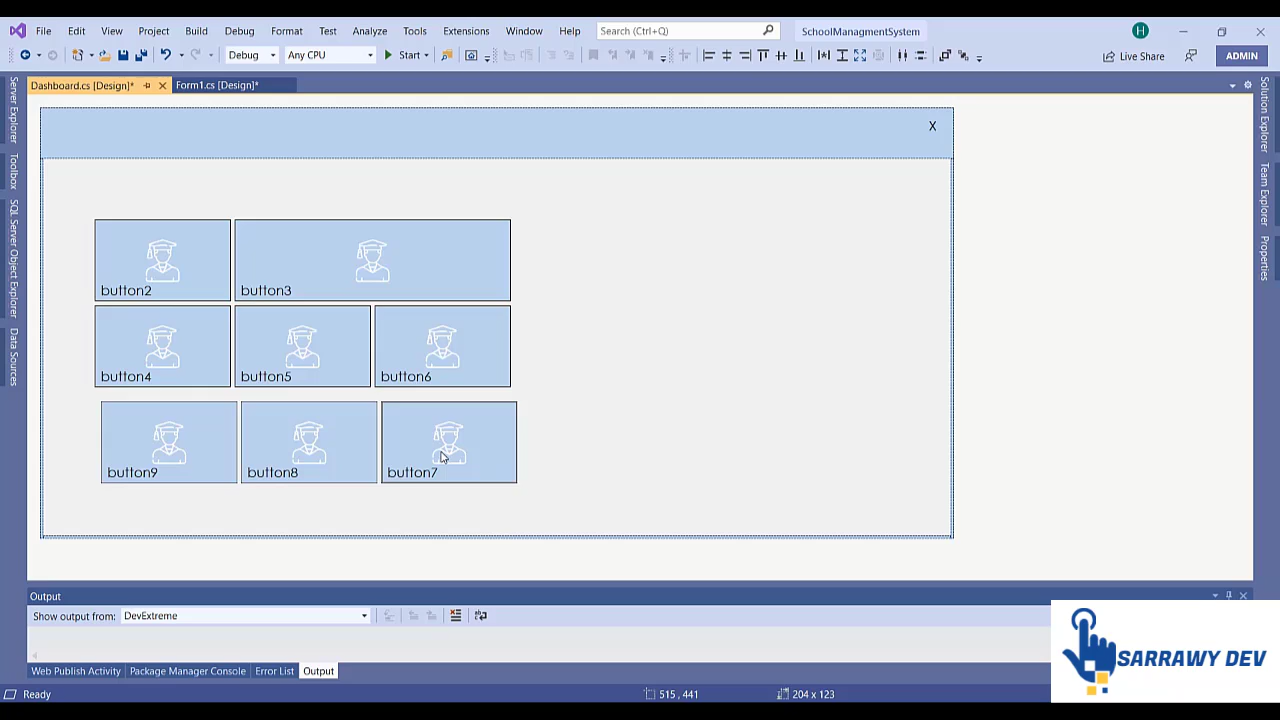 File Edit View Project Build Debug Format Test Analyze Tools Extensions Window Help Search (Ctrl+Q) SchoolManagmentSystem H
Debug Any CPU Start Live Share ADMIN
Dashboard.cs [Design]* Form1.cs [Design]*
Server Explorer
Toolbox
SQL Server Object Explorer
Data Sources
X
button2 button3
button4 button5 button6
button9 button8 button7
Solution Explorer
Team Explorer
Properties
Output
Show output from: DevExtreme
Web Publish Activity Package Manager Console Error List Output
Ready 515 , 441 204 x 123
SARRAWY DEV